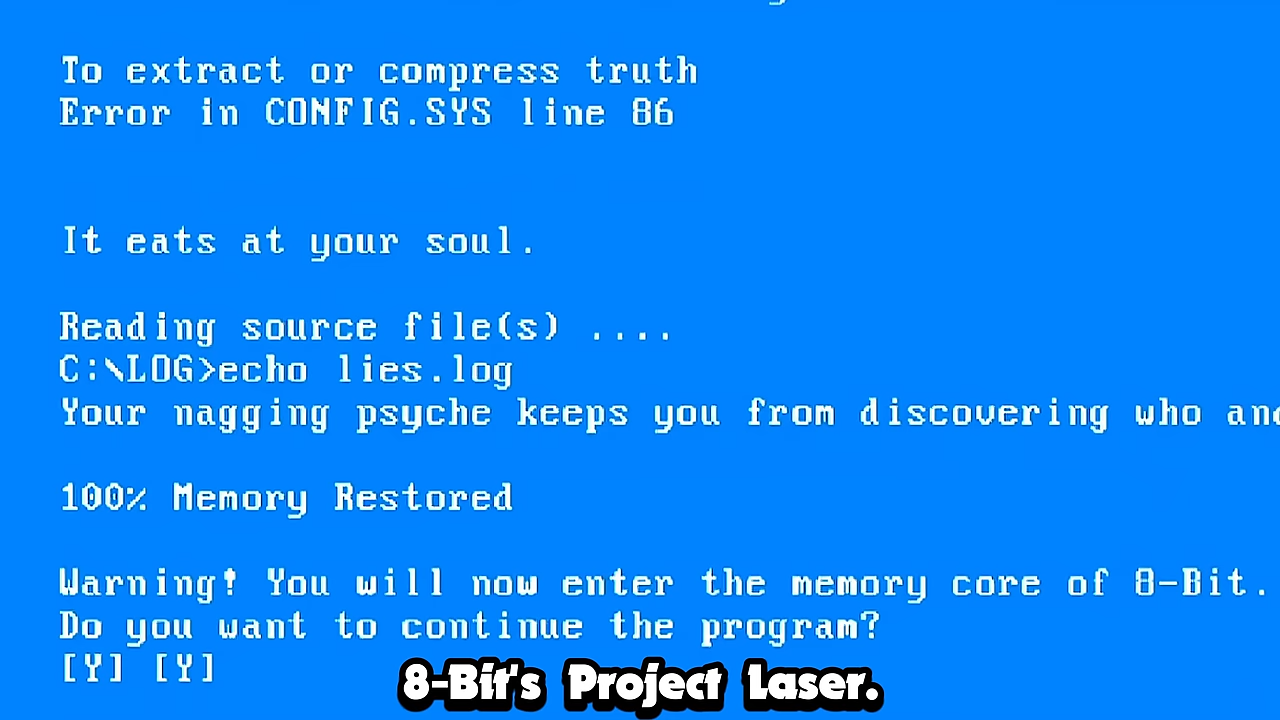 To extract or compress truth
Error in CONFIG.SYS line 86
It eats at your soul.
Reading source file(s) ....
C:\LOG>echo lies.log
Your nagging psyche keeps you from discovering who and
100% Memory Restored
Warning! You will now enter the memory core of 8-Bit.
Do you want to continue the program?
[Y] [Y]
8-Bit's Project Laser.